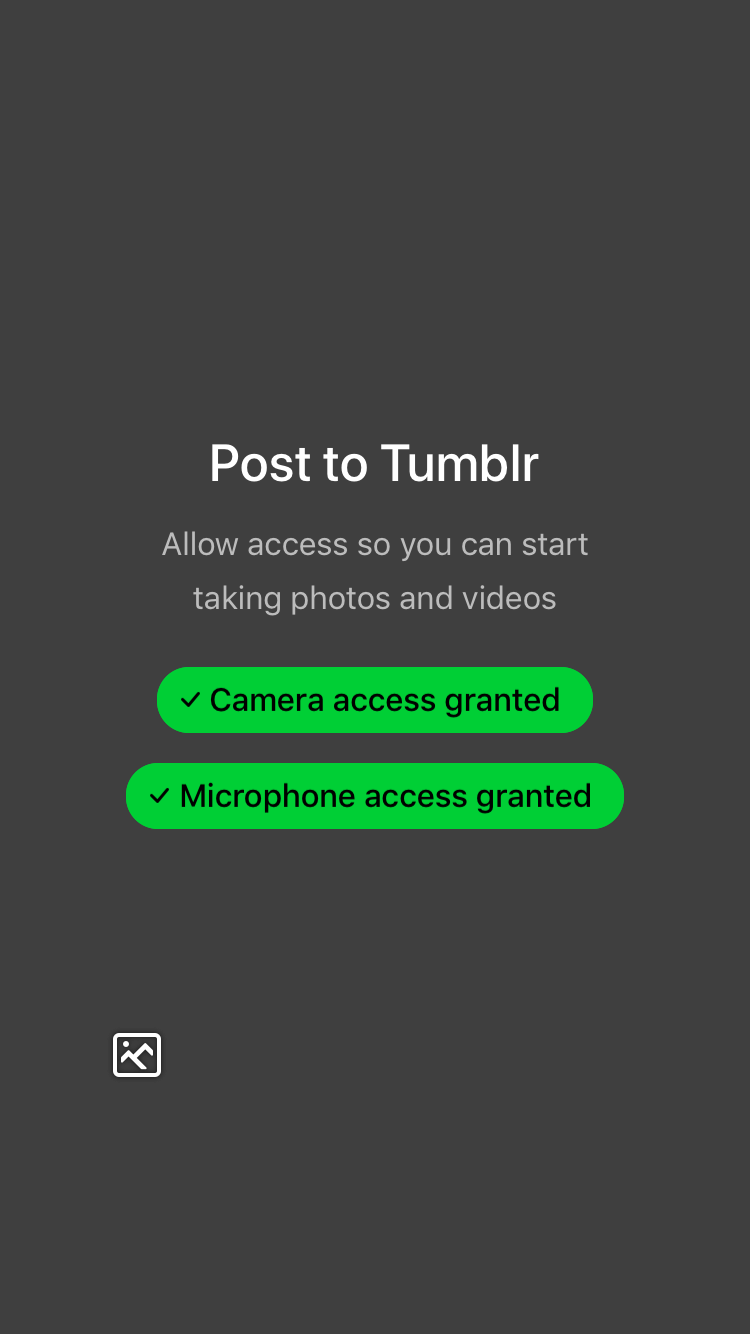 Post to Tumblr
Allow access so you can start
taking photos and videos
Camera access granted
Microphone access granted